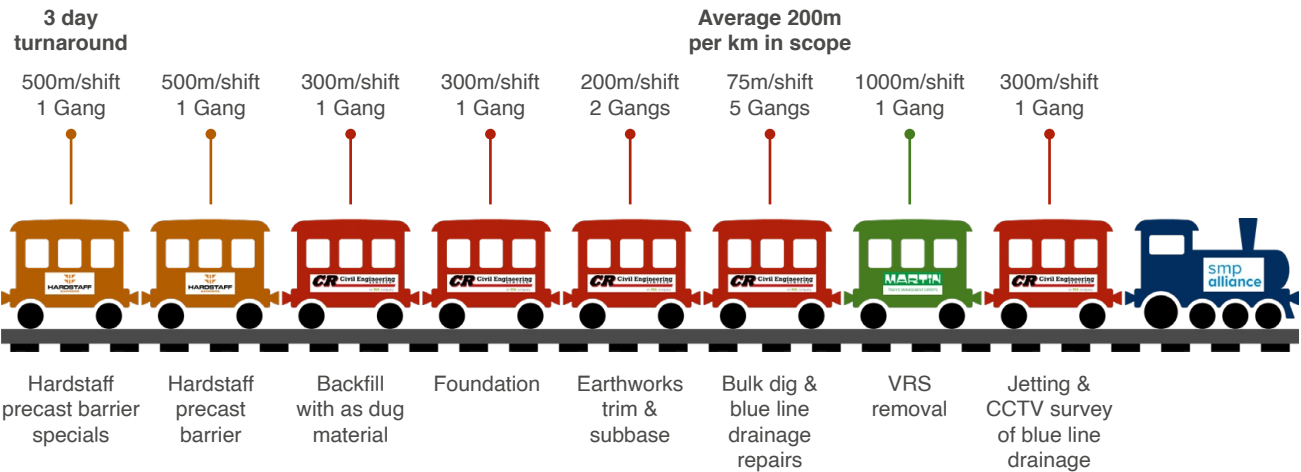 3 day
turnaround
Average 200m
per km in scope
500m/shift
1 Gang
500m/shift
1 Gang
300m/shift
1 Gang
300m/shift
1 Gang
200m/shift
2 Gangs
75m/shift
5 Gangs
1000m/shift
1 Gang
300m/shift
1 Gang
HARDSTAFF
HARDSTAFF
CR Civil Engineering
CR Civil Engineering
CR Civil Engineering
CR Civil Engineering
MARTIN
TRAFFIC MANAGEMENT EXPERTS
CR Civil Engineering
smp
alliance
Hardstaff
precast barrier
specials
Hardstaff
precast
barrier
Backfill
with as dug
material
Foundation
Earthworks
trim &
subbase
Bulk dig &
blue line
drainage
repairs
VRS
removal
Jetting &
CCTV survey
of blue line
drainage